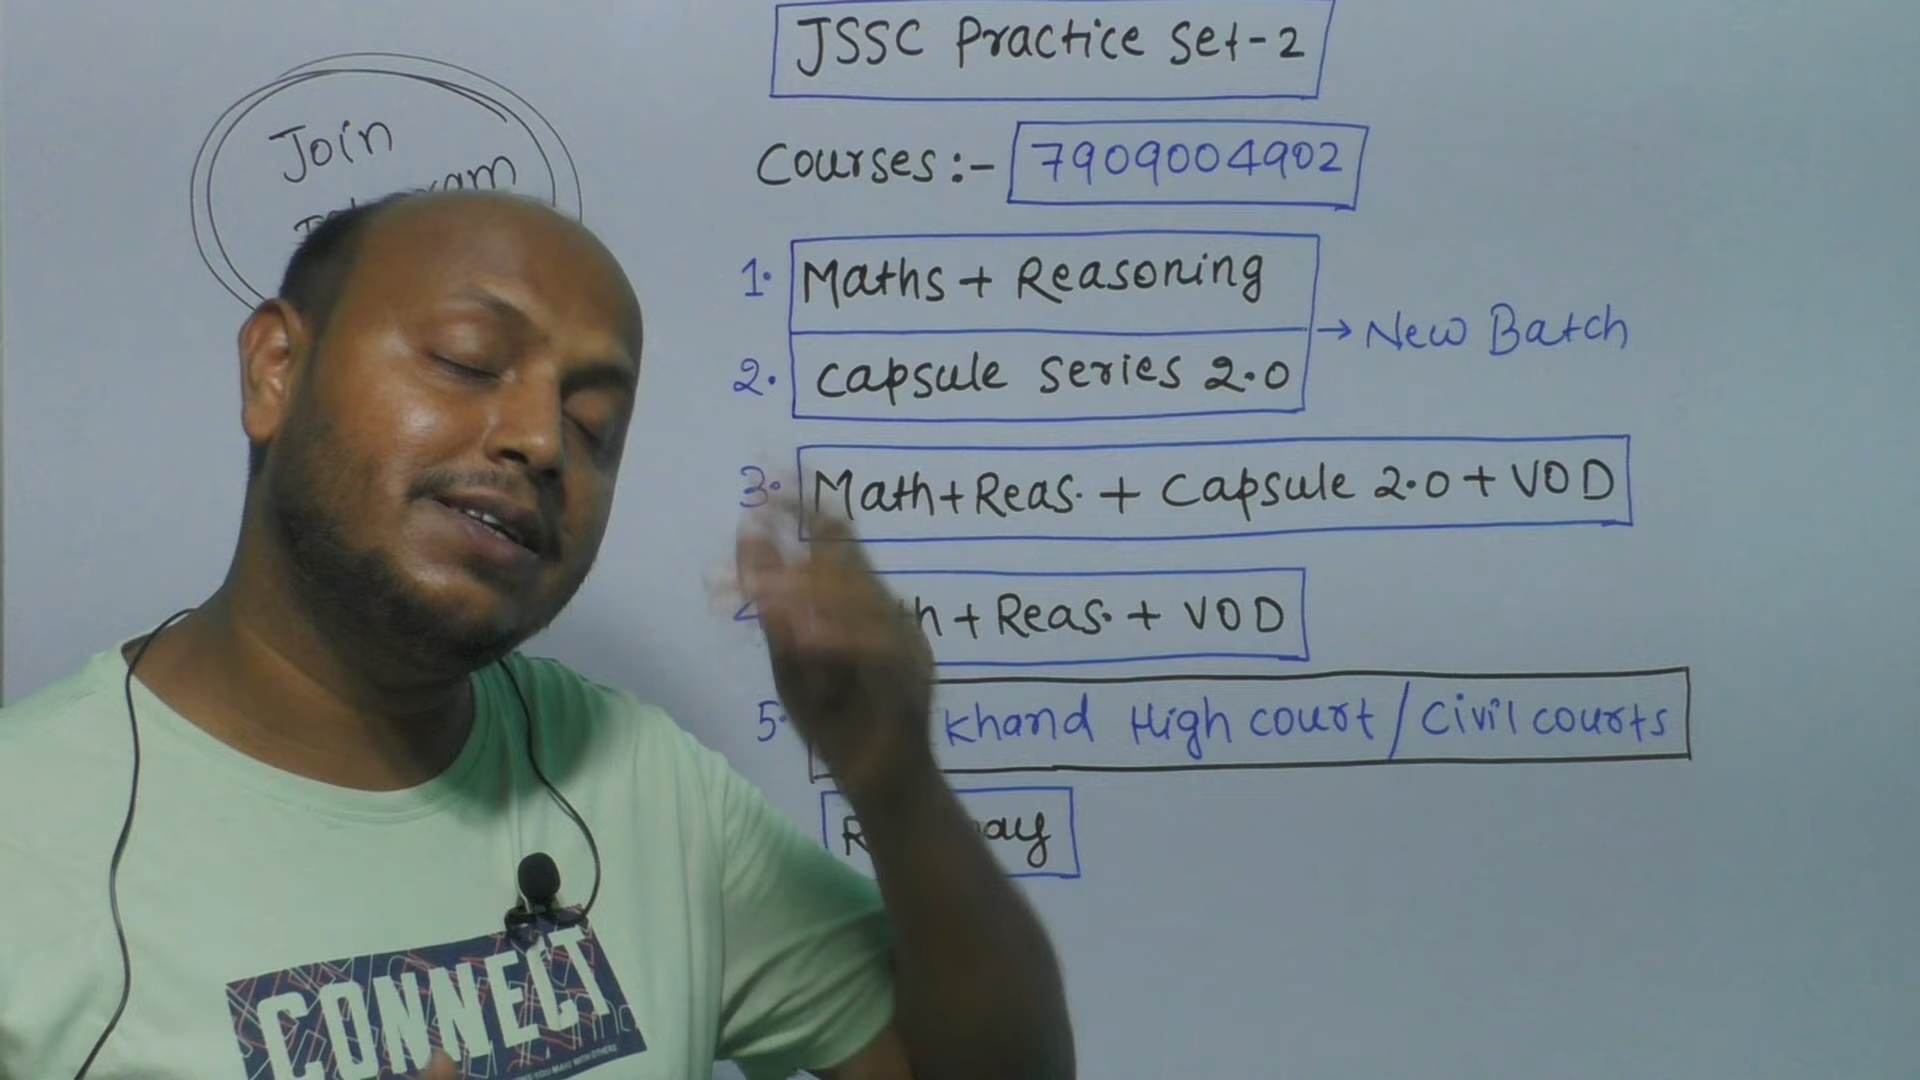 JSSC Practice Set-2
Join
Courses :- 7909004902
1. Maths + Reasoning
2. Capsule Series 2.0
→ New Batch
3. Math+Reas. + Capsule 2.0 + VOD
+ Reas. + VOD
5. khand High court / Civil courts
CONNECT